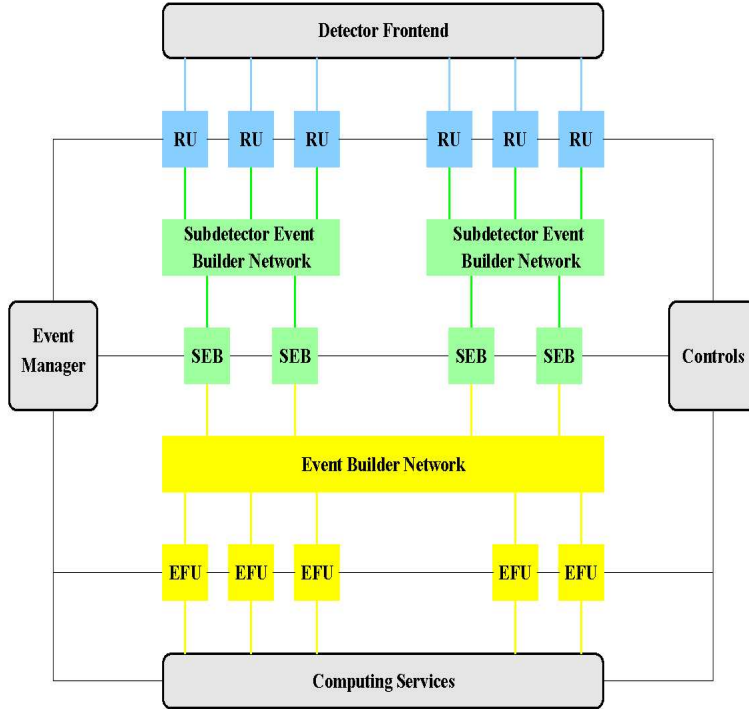 Detector Frontend
RU RU RU RU RU RU
Subdetector Event
Builder Network
Subdetector Event
Builder Network
Event
Manager
SEB SEB SEB SEB
Controls
Event Builder Network
EFU EFU EFU EFU EFU
Computing Services